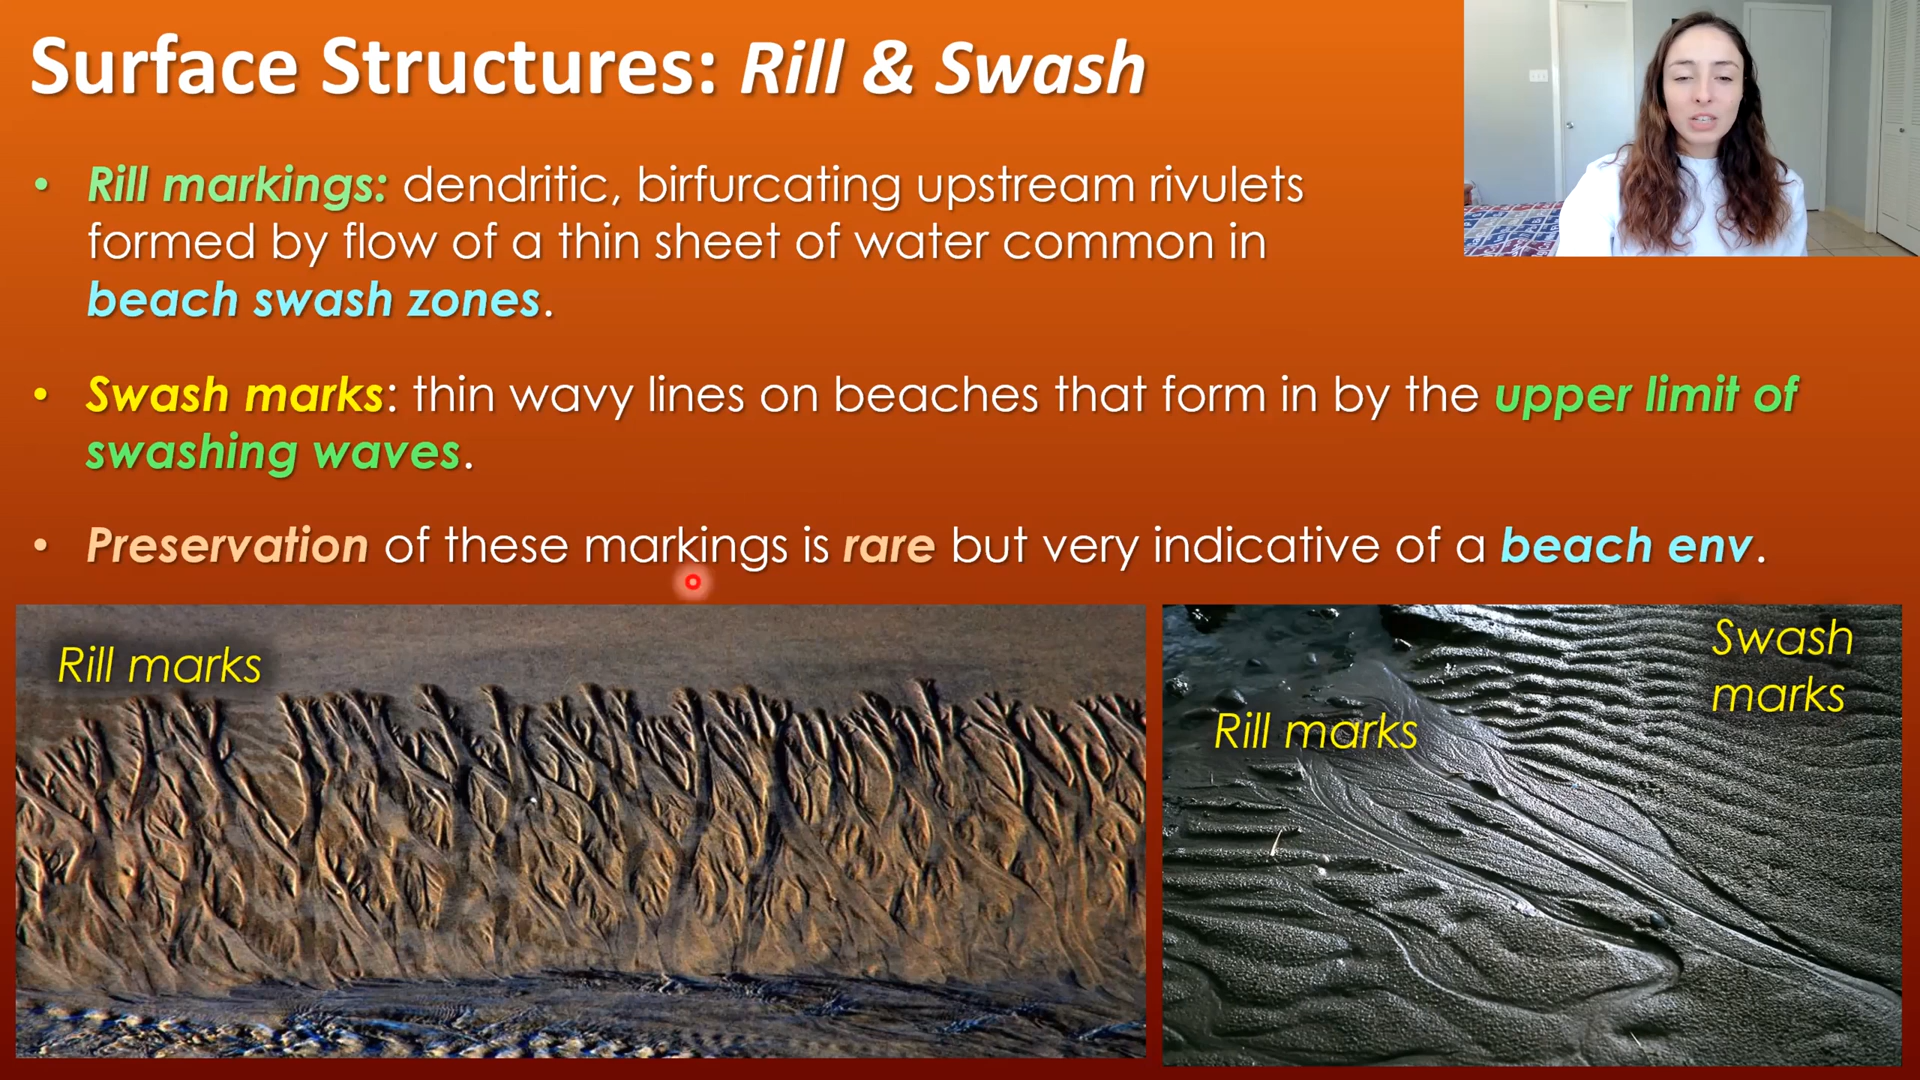 Surface Structures: Rill & Swash
• Rill markings: dendritic, birfurcating upstream rivulets
formed by flow of a thin sheet of water common in
beach swash zones.
• Swash marks: thin wavy lines on beaches that form in by the upper limit of
swashing waves.
• Preservation of these markings is rare but very indicative of a beach env.
Rill marks
Rill marks
Swash
marks